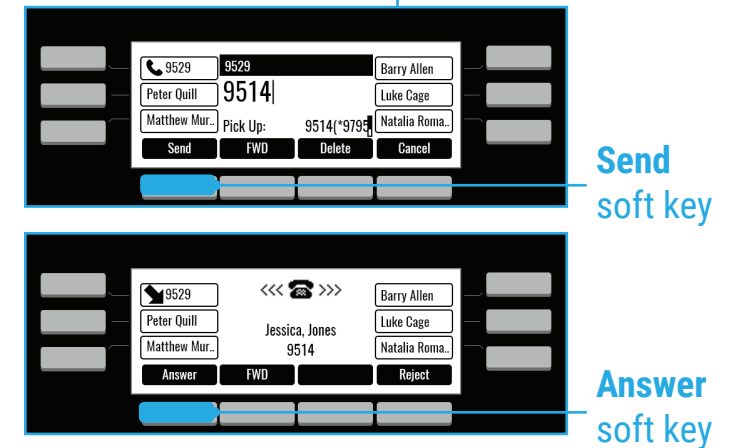 9529 9529 Barry Allen
9514
Peter Quill Luke Cage
Matthew Mur.. Pick Up: 9514(*9795 Natalia Roma..
Send FWD Delete Cancel
Send
soft key
9529 <<< >>> Barry Allen
Peter Quill Jessica, Jones Luke Cage
Matthew Mur.. 9514 Natalia Roma..
Answer FWD Reject
Answer
soft key